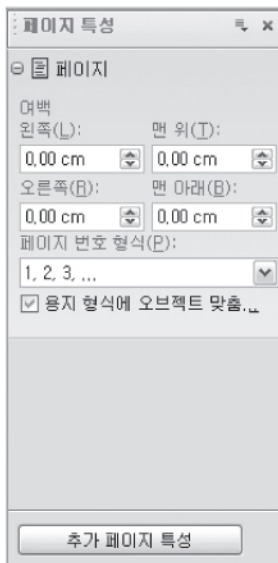 페이지 특성
페이지
여백
왼쪽(L): 맨 위(T):
0,00 cm 0,00 cm
오른쪽(R): 맨 아래(B):
0,00 cm 0,00 cm
페이지 번호 형식(P):
1, 2, 3, ...
용지 형식에 오브젝트 맞춤...
추가 페이지 특성